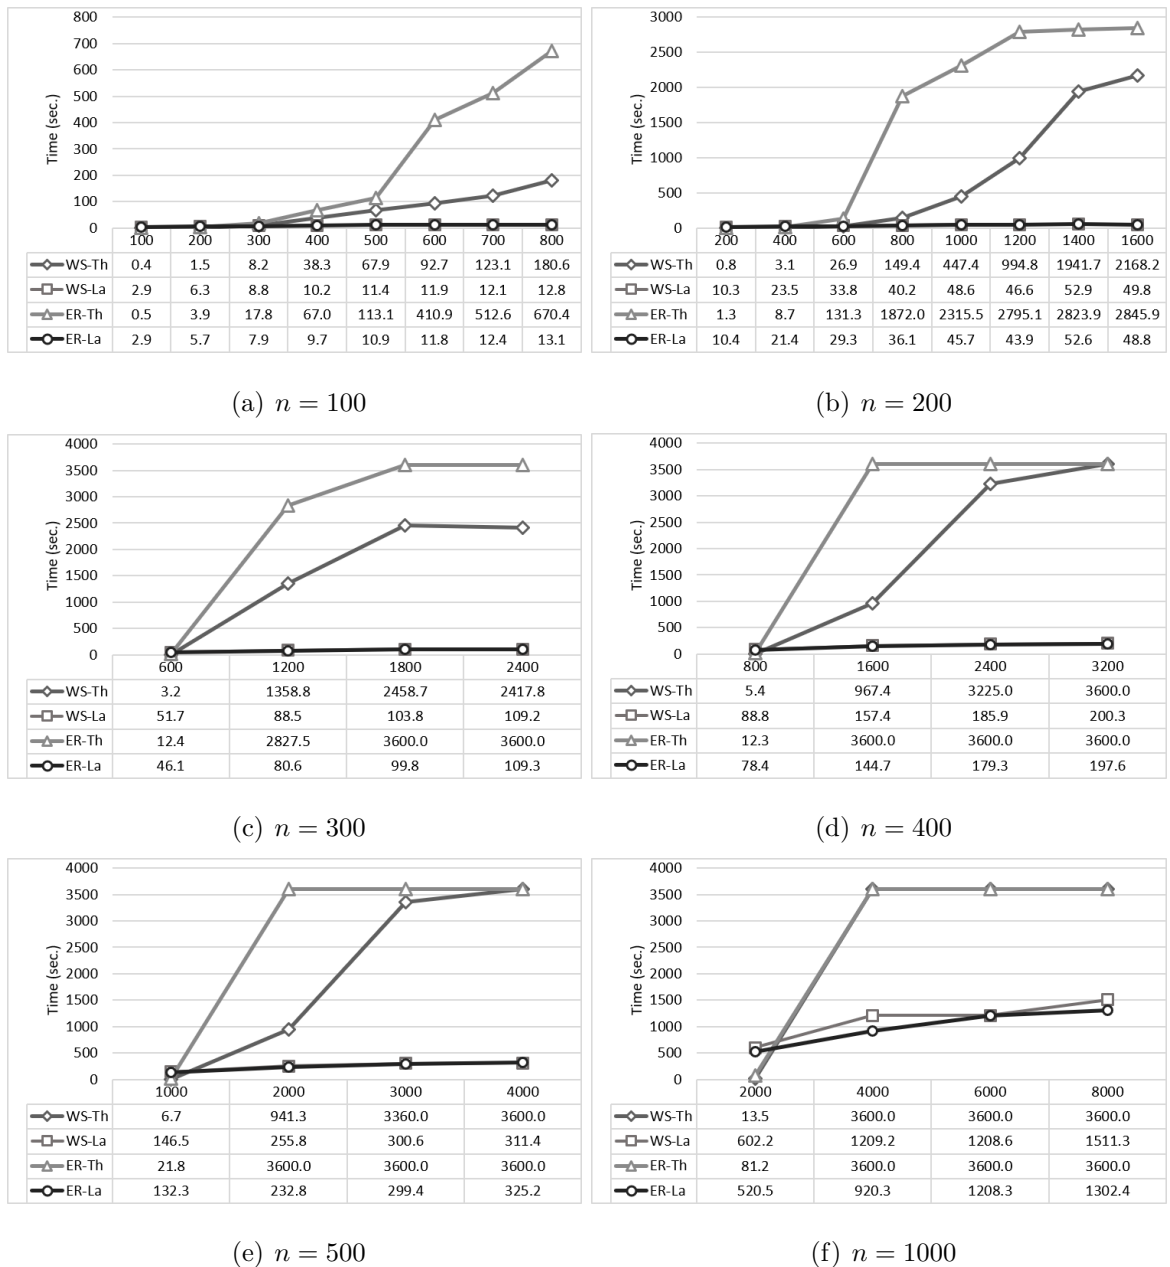 800
700
600
500
400
300
200
100
0
Time (sec.)
100 200 300 400 500 600 700 800
WS-Th 0.4 1.5 8.2 38.3 67.9 92.7 123.1 180.6
WS-La 2.9 6.3 8.8 10.2 11.4 11.9 12.1 12.8
ER-Th 0.5 3.9 17.8 67.0 113.1 410.9 512.6 670.4
ER-La 2.9 5.7 7.9 9.7 10.9 11.8 12.4 13.1
(a) n = 100
3000
2500
2000
1500
1000
500
0
Time (sec.)
200 400 600 800 1000 1200 1400 1600
WS-Th 0.8 3.1 26.9 149.4 447.4 994.8 1941.7 2168.2
WS-La 10.3 23.5 33.8 40.2 48.6 46.6 52.9 49.8
ER-Th 1.3 8.7 131.3 1872.0 2315.5 2795.1 2823.9 2845.9
ER-La 10.4 21.4 29.3 36.1 45.7 43.9 52.6 48.8
(b) n = 200
4000
3500
3000
2500
2000
1500
1000
500
0
Time (sec.)
600 1200 1800 2400
WS-Th 3.2 1358.8 2458.7 2417.8
WS-La 51.7 88.5 103.8 109.2
ER-Th 12.4 2827.5 3600.0 3600.0
ER-La 46.1 80.6 99.8 109.3
(c) n = 300
4000
3500
3000
2500
2000
1500
1000
500
0
Time (sec.)
800 1600 2400 3200
WS-Th 5.4 967.4 3225.0 3600.0
WS-La 88.8 157.4 185.9 200.3
ER-Th 12.3 3600.0 3600.0 3600.0
ER-La 78.4 144.7 179.3 197.6
(d) n = 400
4000
3500
3000
2500
2000
1500
1000
500
0
Time (sec.)
1000 2000 3000 4000
WS-Th 6.7 941.3 3360.0 3600.0
WS-La 146.5 255.8 300.6 311.4
ER-Th 21.8 3600.0 3600.0 3600.0
ER-La 132.3 232.8 299.4 325.2
(e) n = 500
4000
3500
3000
2500
2000
1500
1000
500
0
Time (sec.)
2000 4000 6000 8000
WS-Th 13.5 3600.0 3600.0 3600.0
WS-La 602.2 1209.2 1208.6 1511.3
ER-Th 81.2 3600.0 3600.0 3600.0
ER-La 520.5 920.3 1208.3 1302.4
(f) n = 1000